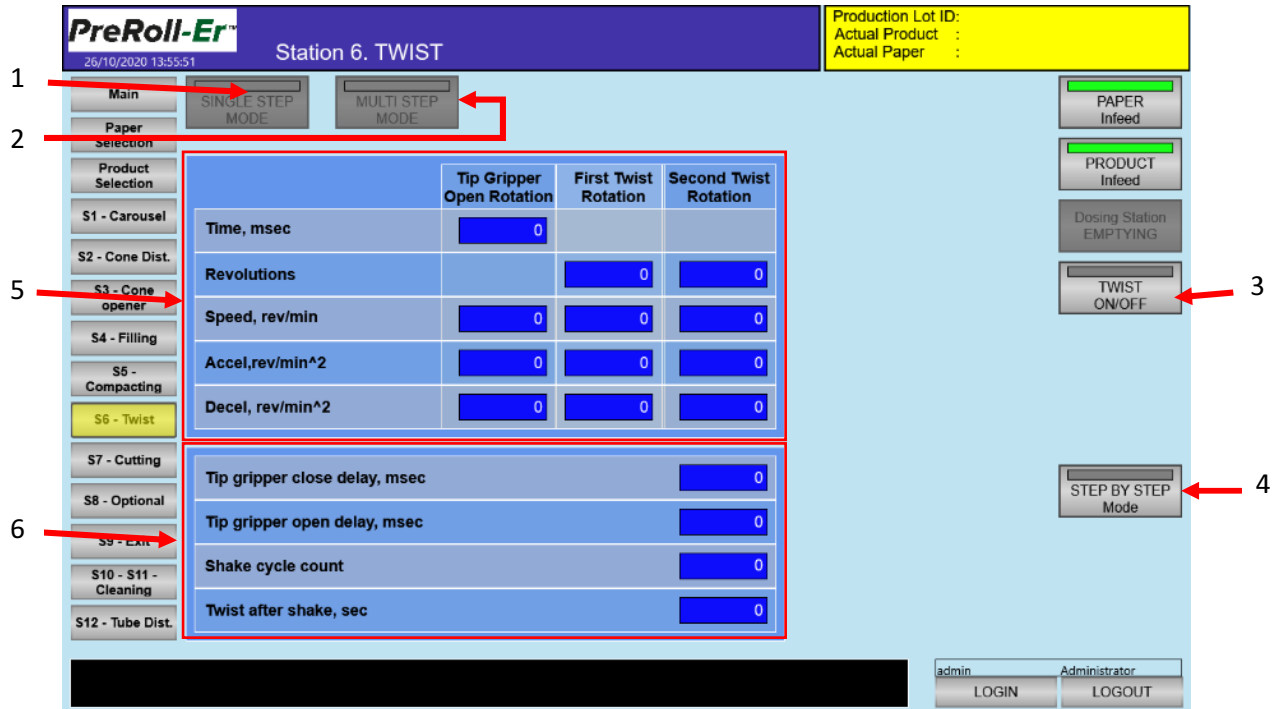 PreRoll-Er™
26/10/2020 13:55:51
Station 6. TWIST
Production Lot ID:
Actual Product :
Actual Paper :
1
2
5
6
3
4
SINGLE STEP
MODE
MULTI STEP
MODE
Main
Paper
Selection
Product
Selection
S1 - Carousel
S2 - Cone Dist.
S3 - Cone
opener
S4 - Filling
S5 -
Compacting
S6 - Twist
S7 - Cutting
S8 - Optional
S9 - Exit
S10 - S11 -
Cleaning
S12 - Tube Dist.
Tip Gripper
Open Rotation
First Twist
Rotation
Second Twist
Rotation
Time, msec 0
Revolutions 0 0
Speed, rev/min 0 0 0
Accel,rev/min^2 0 0 0
Decel, rev/min^2 0 0 0
Tip gripper close delay, msec 0
Tip gripper open delay, msec 0
Shake cycle count 0
Twist after shake, sec 0
PAPER
Infeed
PRODUCT
Infeed
Dosing Station
EMPTYING
TWIST
ON/OFF
STEP BY STEP
Mode
admin Administrator
LOGIN LOGOUT